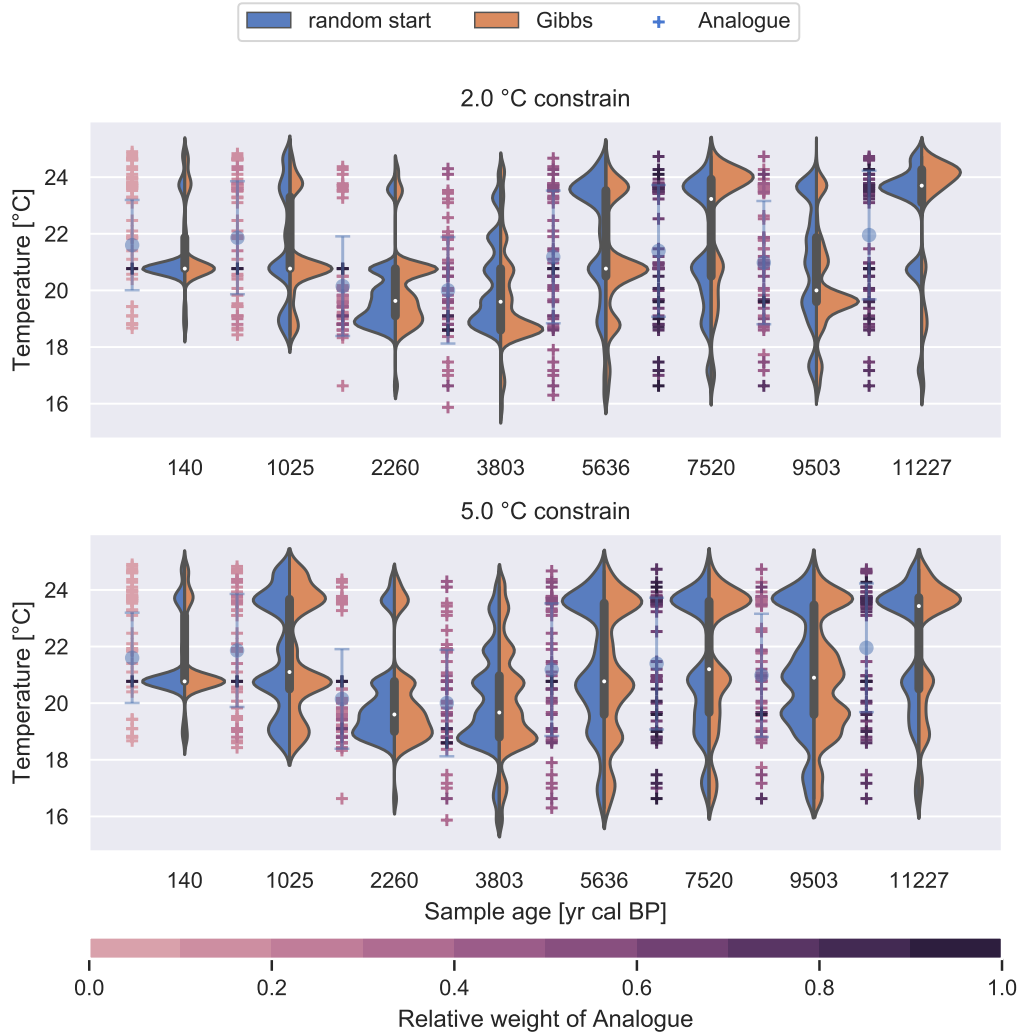 random start Gibbs Analogue
2.0 °C constrain
Temperature [°C]
24
22
20
18
16
140 1025 2260 3803 5636 7520 9503 11227
5.0 °C constrain
Temperature [°C]
24
22
20
18
16
140 1025 2260 3803 5636 7520 9503 11227
Sample age [yr cal BP]
0.0 0.2 0.4 0.6 0.8 1.0
Relative weight of Analogue